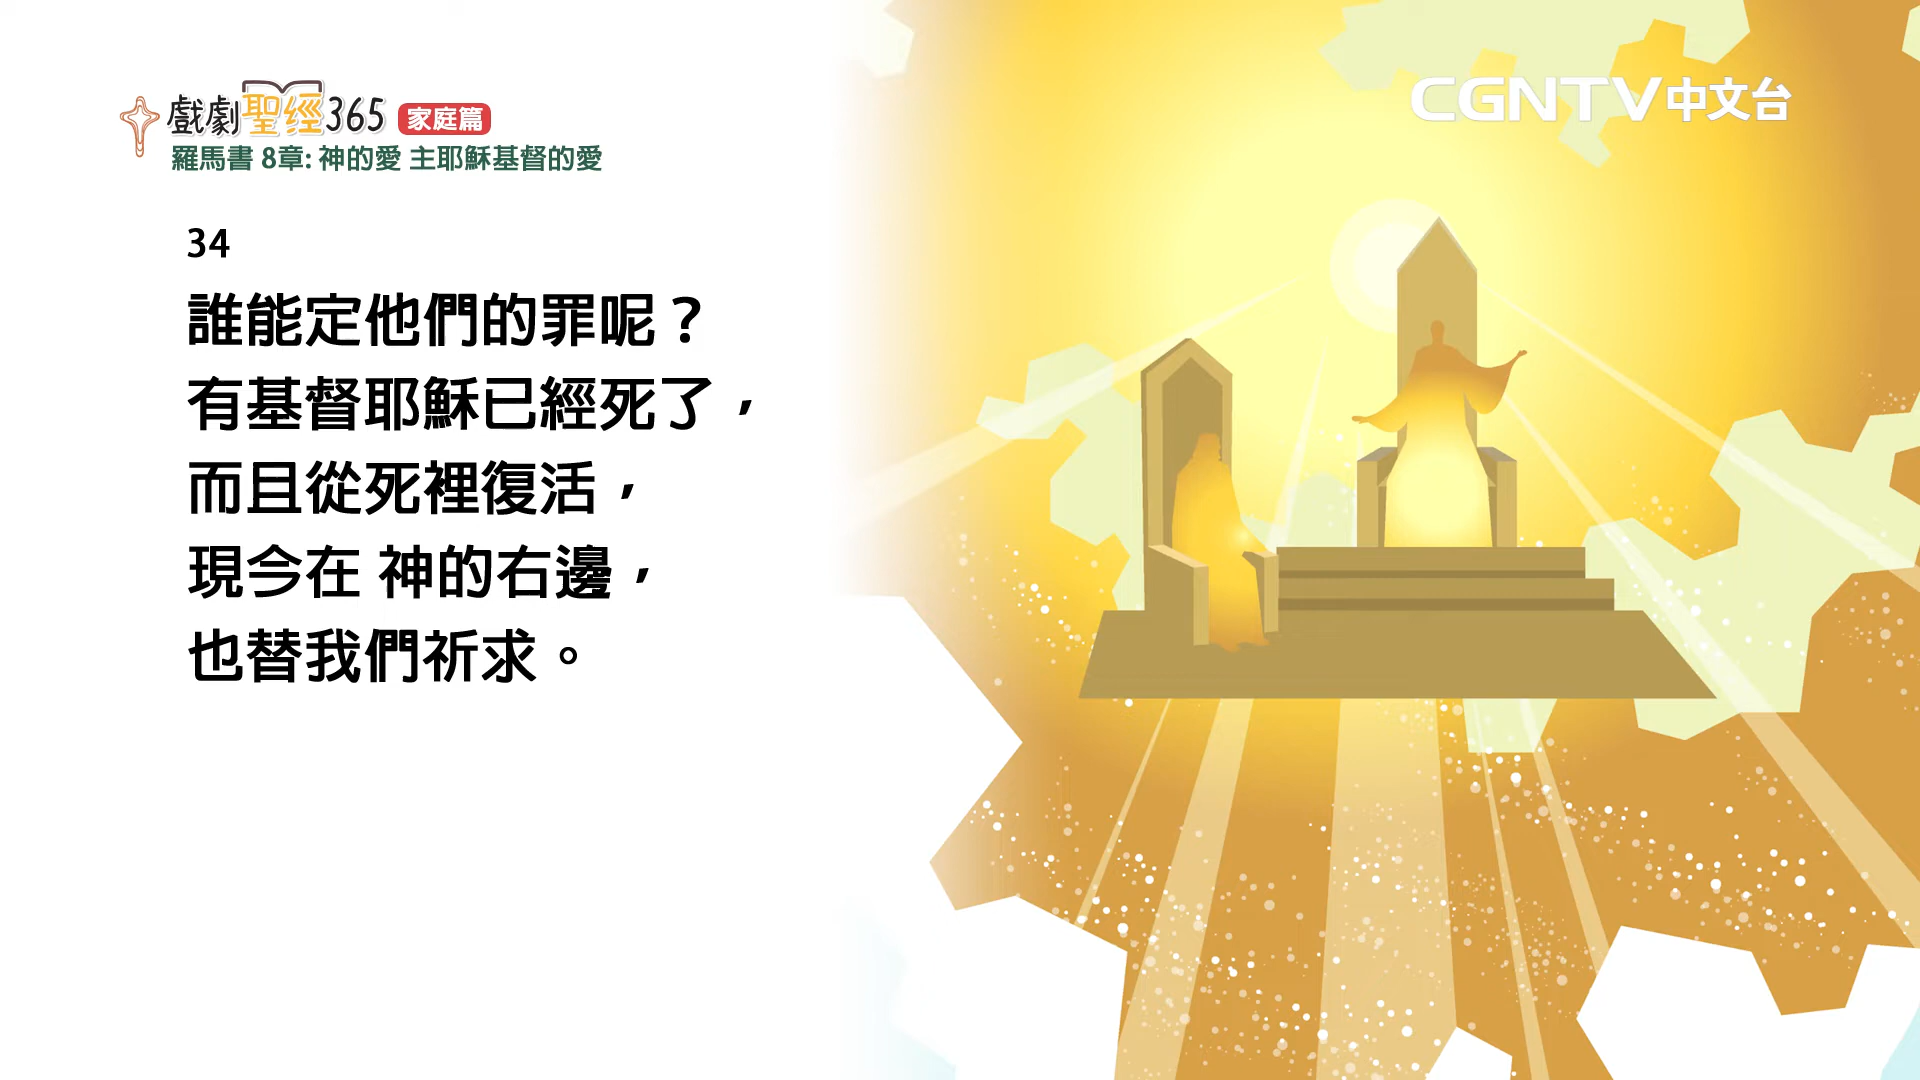 戲劇聖經365 家庭篇
CGNTV中文台
羅馬書 8章: 神的愛 主耶穌基督的愛
34
誰能定他們的罪呢？
有基督耶穌已經死了，
而且從死裡復活，
現今在 神的右邊，
也替我們祈求。